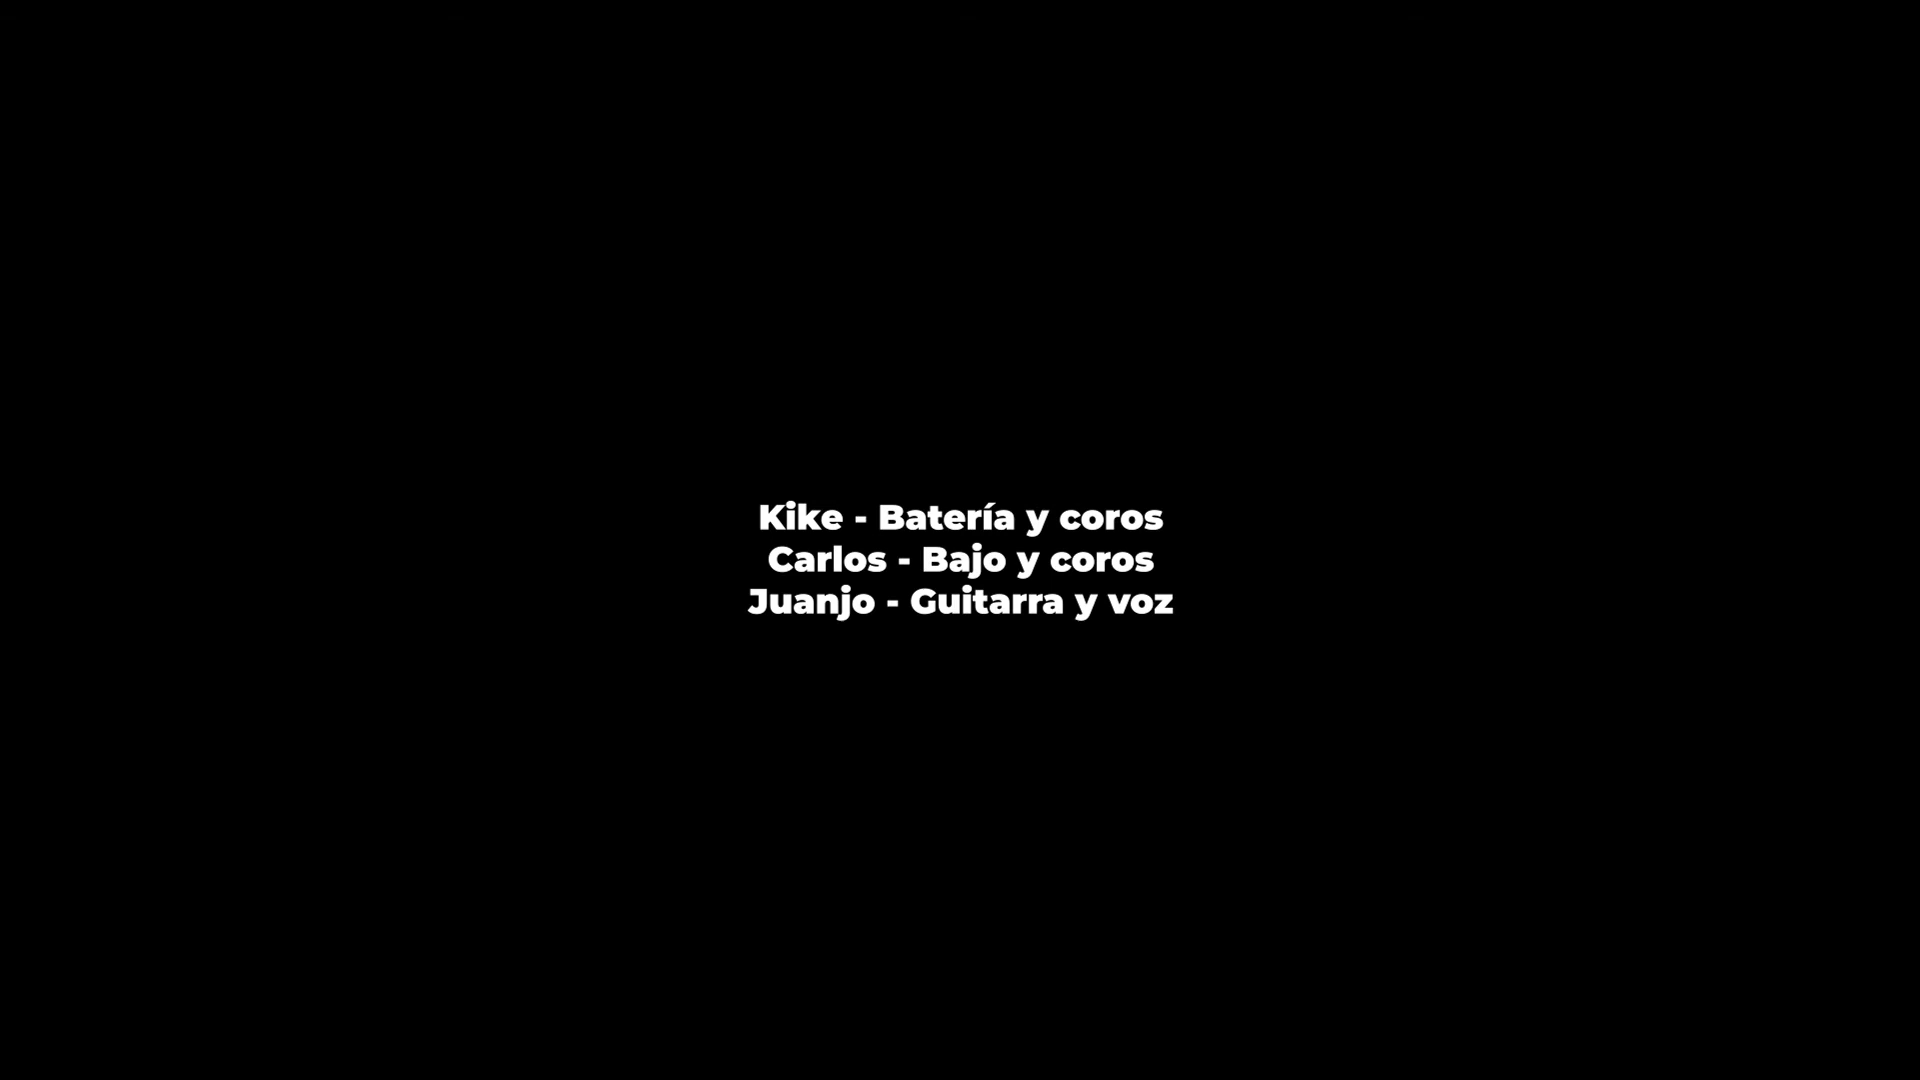 Kike - Batería y coros
Carlos - Bajo y coros
Juanjo - Guitarra y voz